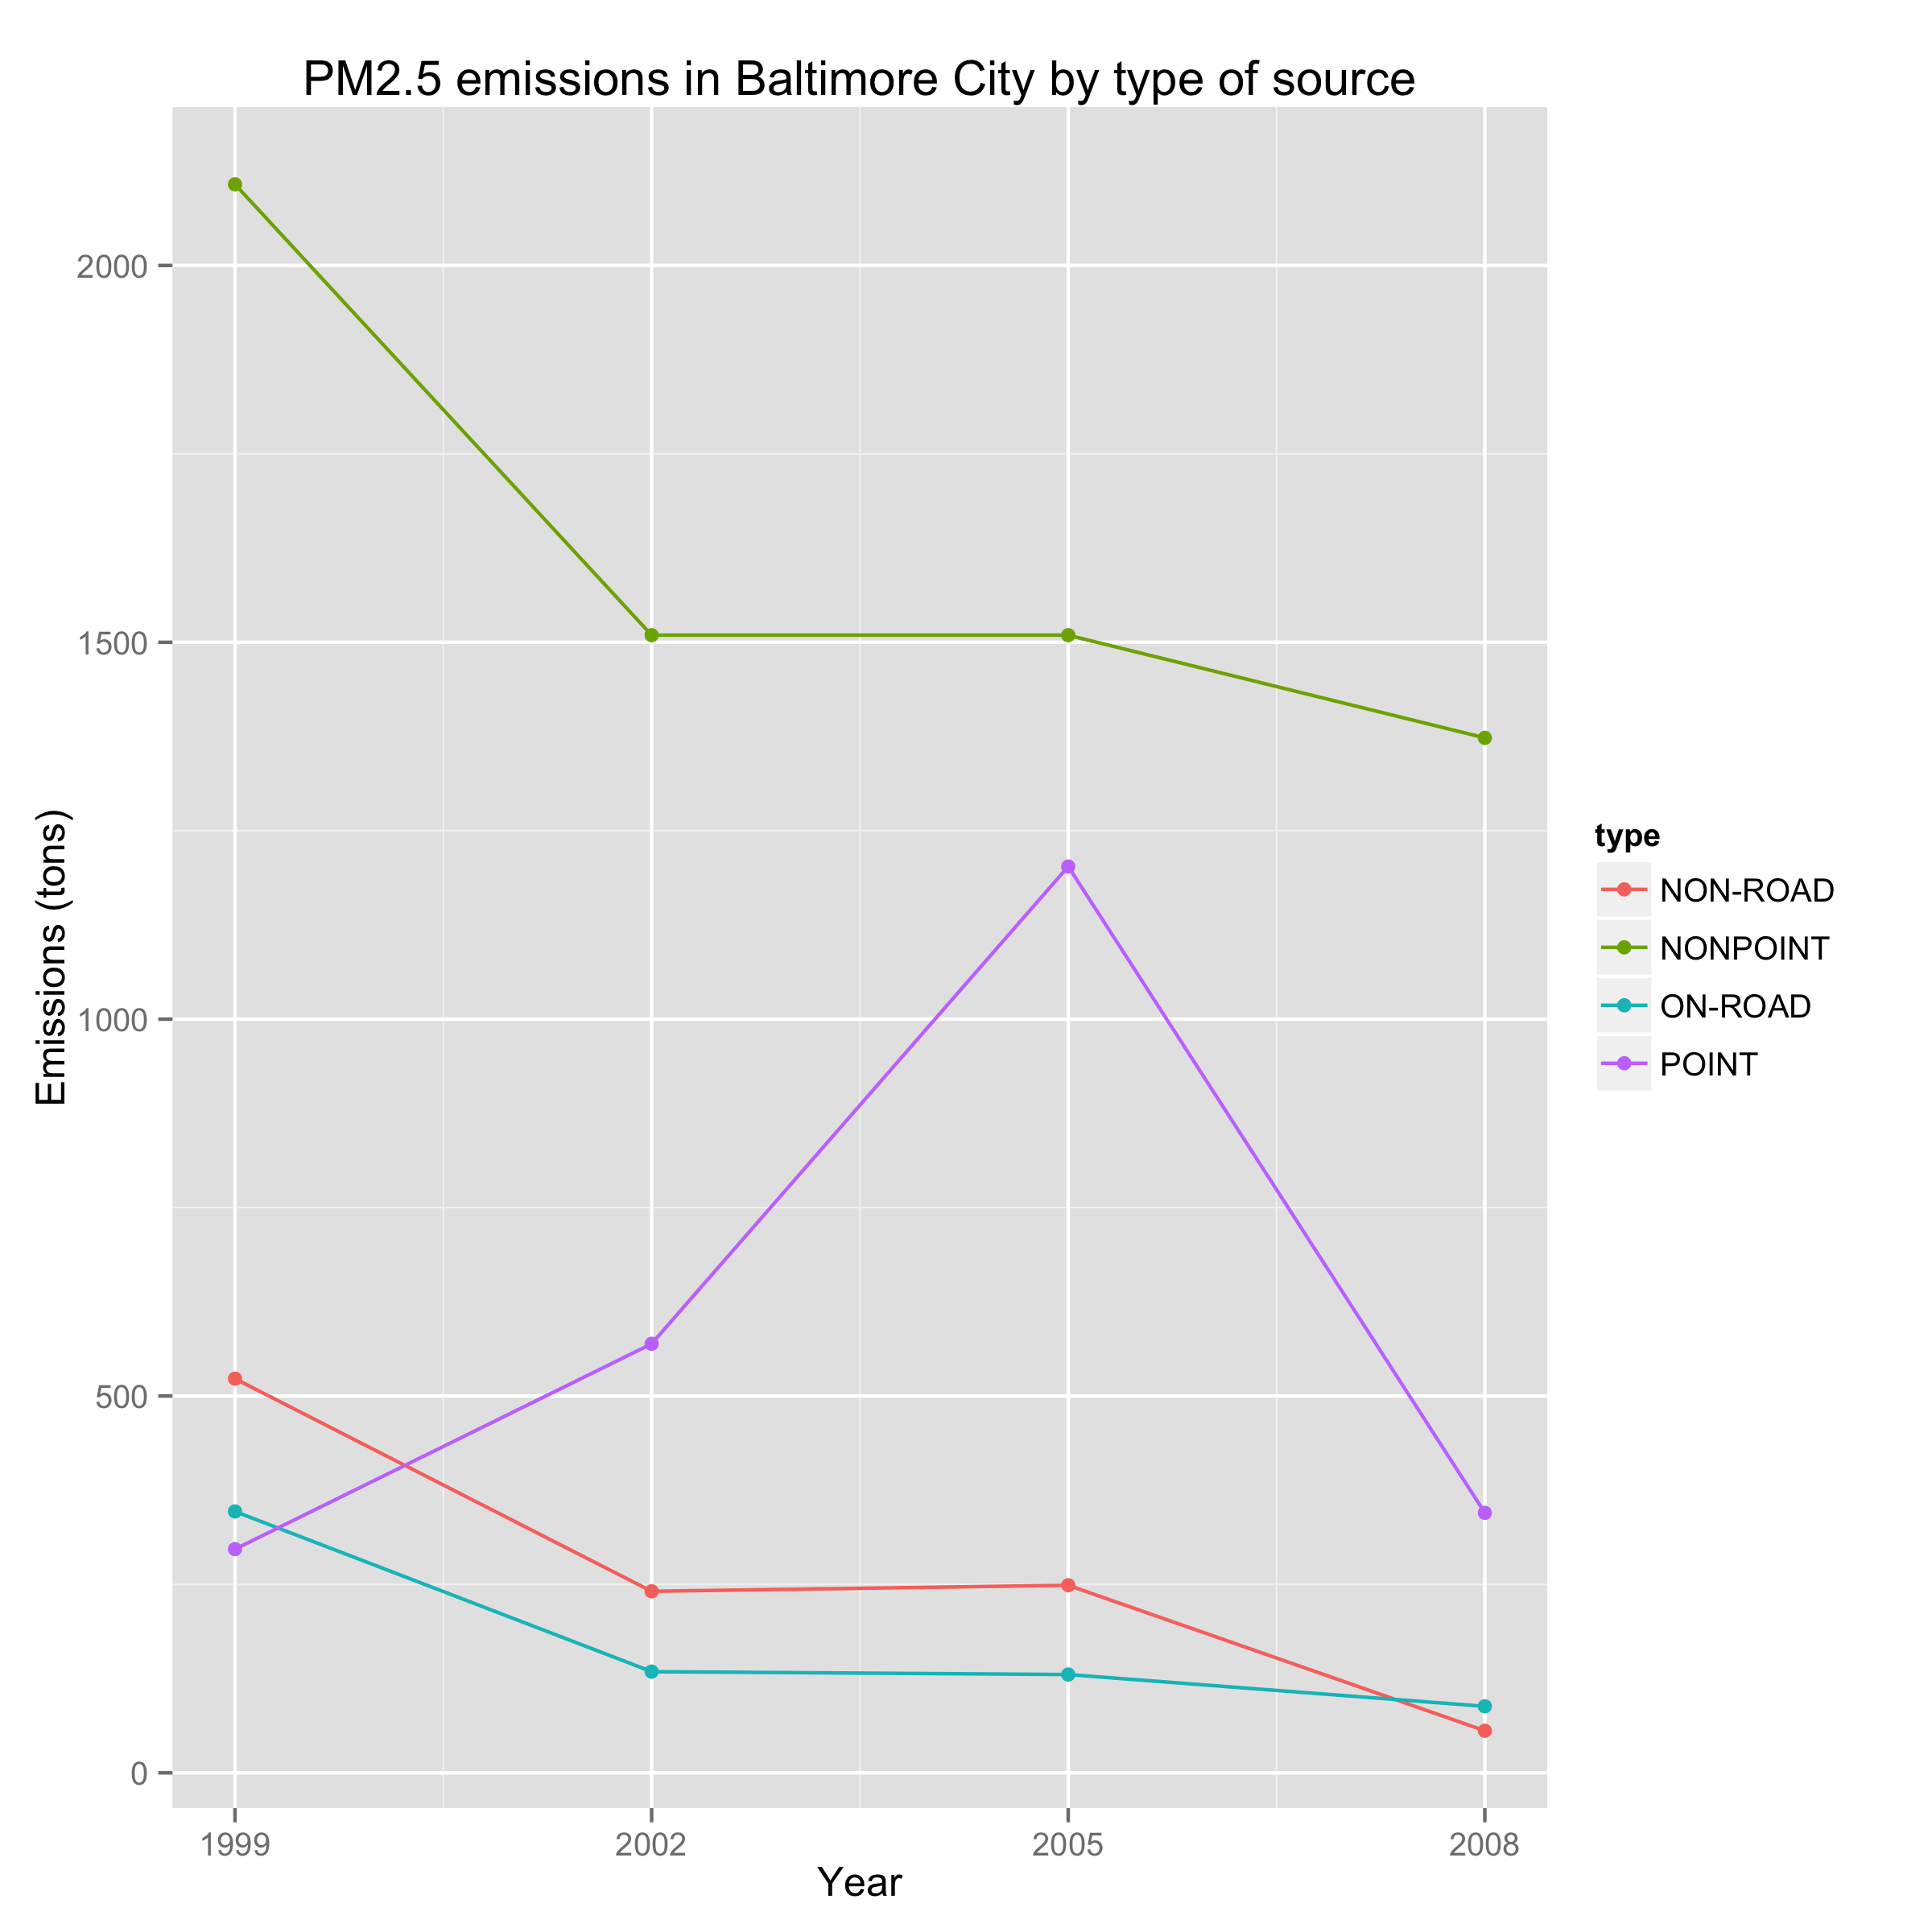 PM2.5 emissions in Baltimore City by type of source
Emissions (tons)
2000
1500
1000
500
0
1999 2002 2005 2008
Year
type
NON-ROAD
NONPOINT
ON-ROAD
POINT